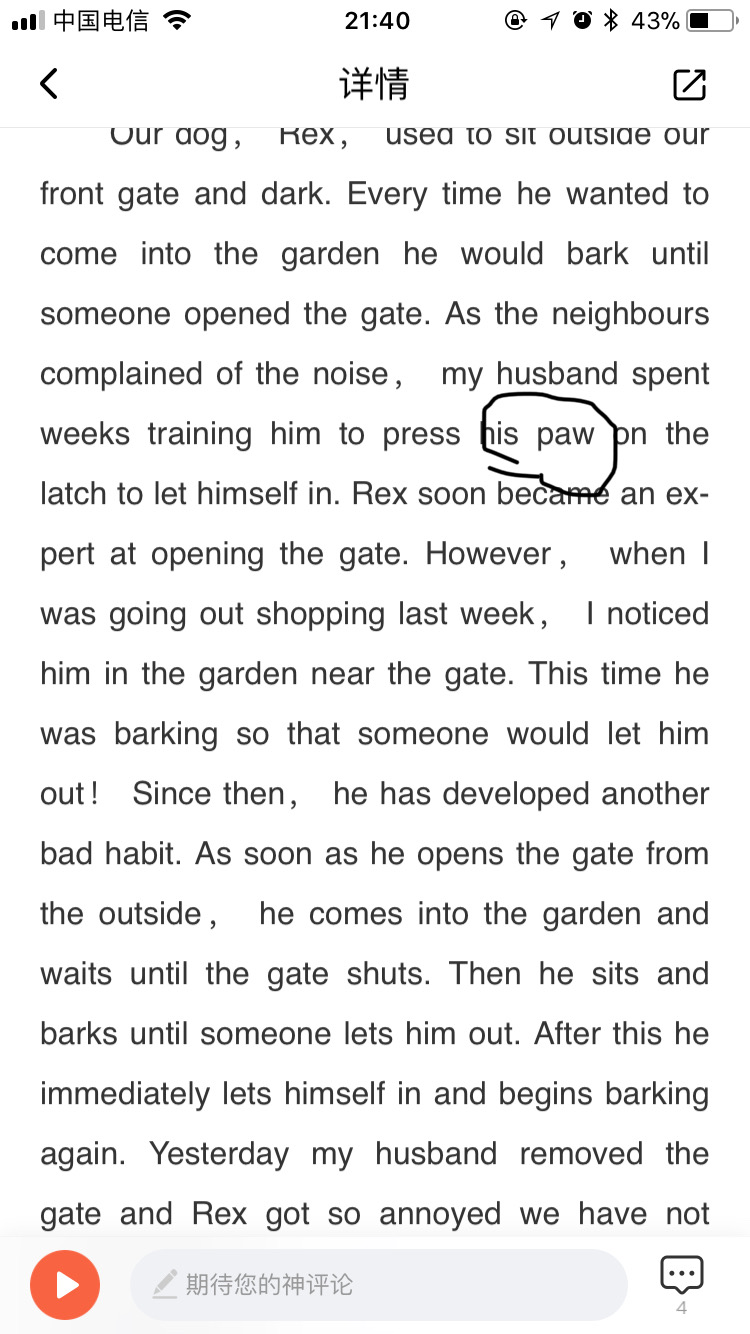 中国电信 21:40 43%
详情
Our dog, Rex, used to sit outside our
front gate and dark. Every time he wanted to
come into the garden he would bark until
someone opened the gate. As the neighbours
complained of the noise, my husband spent
weeks training him to press his paw on the
latch to let himself in. Rex soon became an ex-
pert at opening the gate. However, when I
was going out shopping last week, I noticed
him in the garden near the gate. This time he
was barking so that someone would let him
out! Since then, he has developed another
bad habit. As soon as he opens the gate from
the outside, he comes into the garden and
waits until the gate shuts. Then he sits and
barks until someone lets him out. After this he
immediately lets himself in and begins barking
again. Yesterday my husband removed the
gate and Rex got so annoyed we have not
期待您的神评论
4